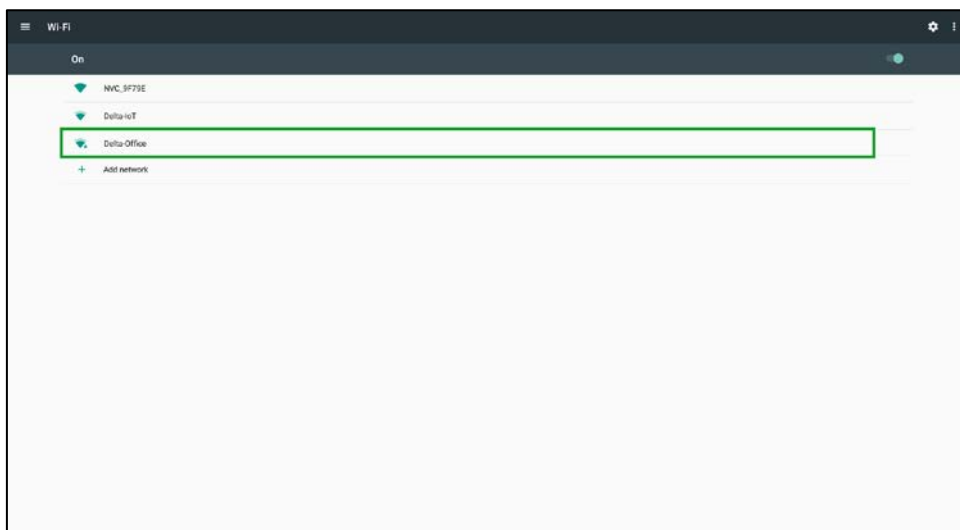 Wi-Fi
On
NVC_9F79E
Delta-IoT
Delta-Office
Add network